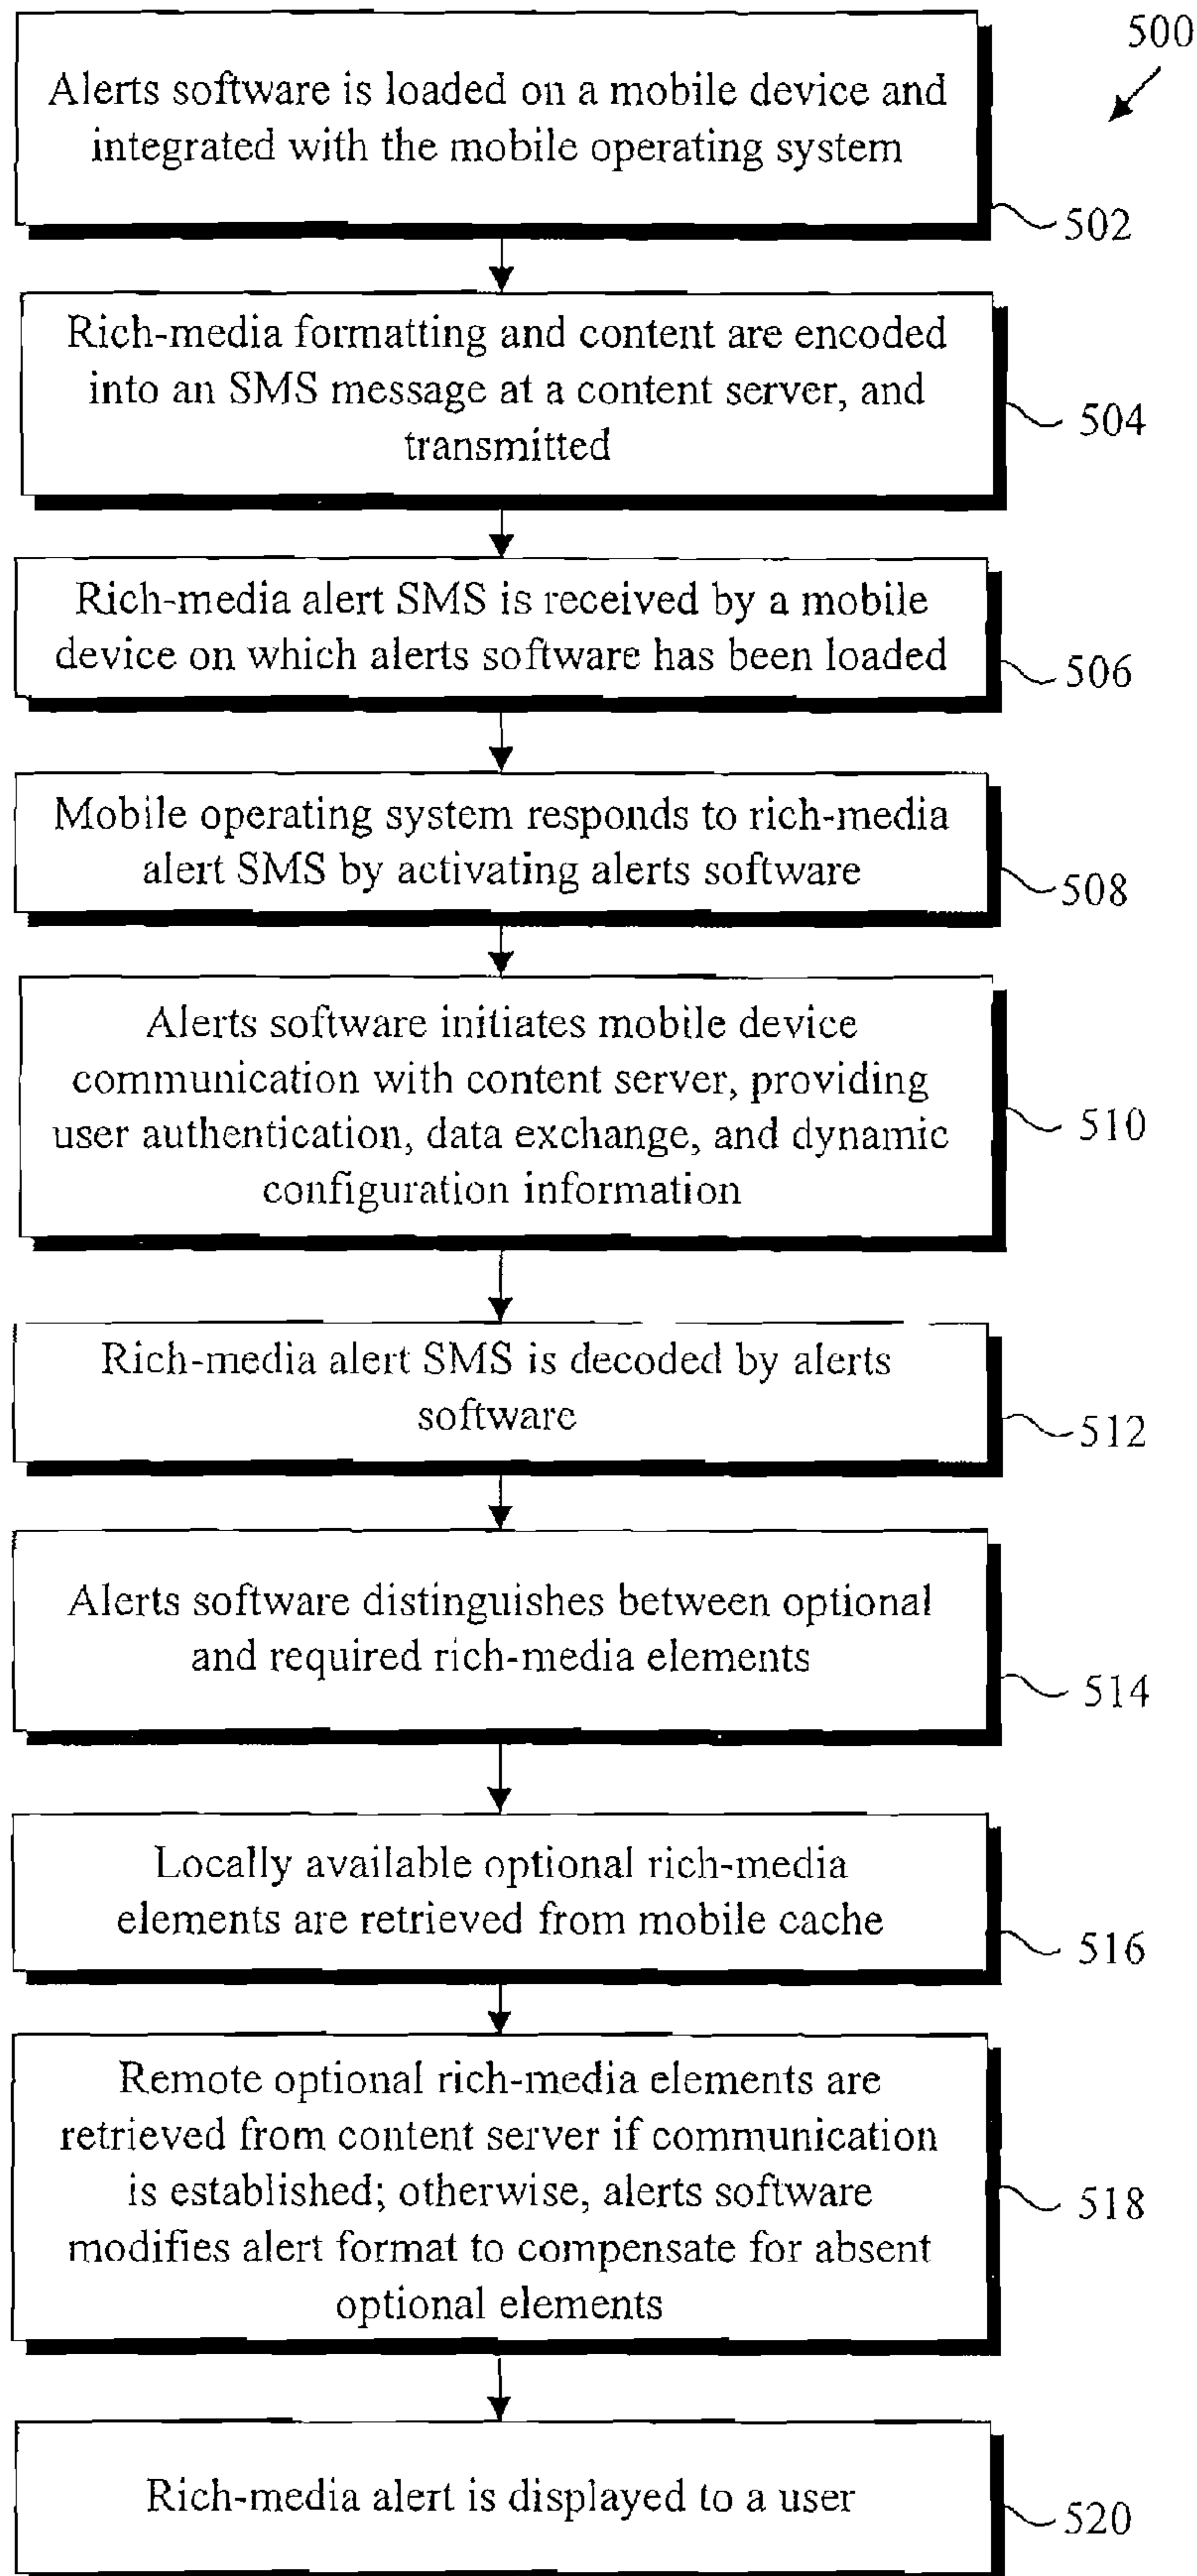 500
Alerts software is loaded on a mobile device and
integrated with the mobile operating system
502
Rich-media formatting and content are encoded
into an SMS message at a content server, and
transmitted
504
Rich-media alert SMS is received by a mobile
device on which alerts software has been loaded
506
Mobile operating system responds to rich-media
alert SMS by activating alerts software
508
Alerts software initiates mobile device
communication with content server, providing
user authentication, data exchange, and dynamic
configuration information
510
Rich-media alert SMS is decoded by alerts
software
512
Alerts software distinguishes between optional
and required rich-media elements
514
Locally available optional rich-media
elements are retrieved from mobile cache
516
Remote optional rich-media elements are
retrieved from content server if communication
is established; otherwise, alerts software
modifies alert format to compensate for absent
optional elements
518
Rich-media alert is displayed to a user
520